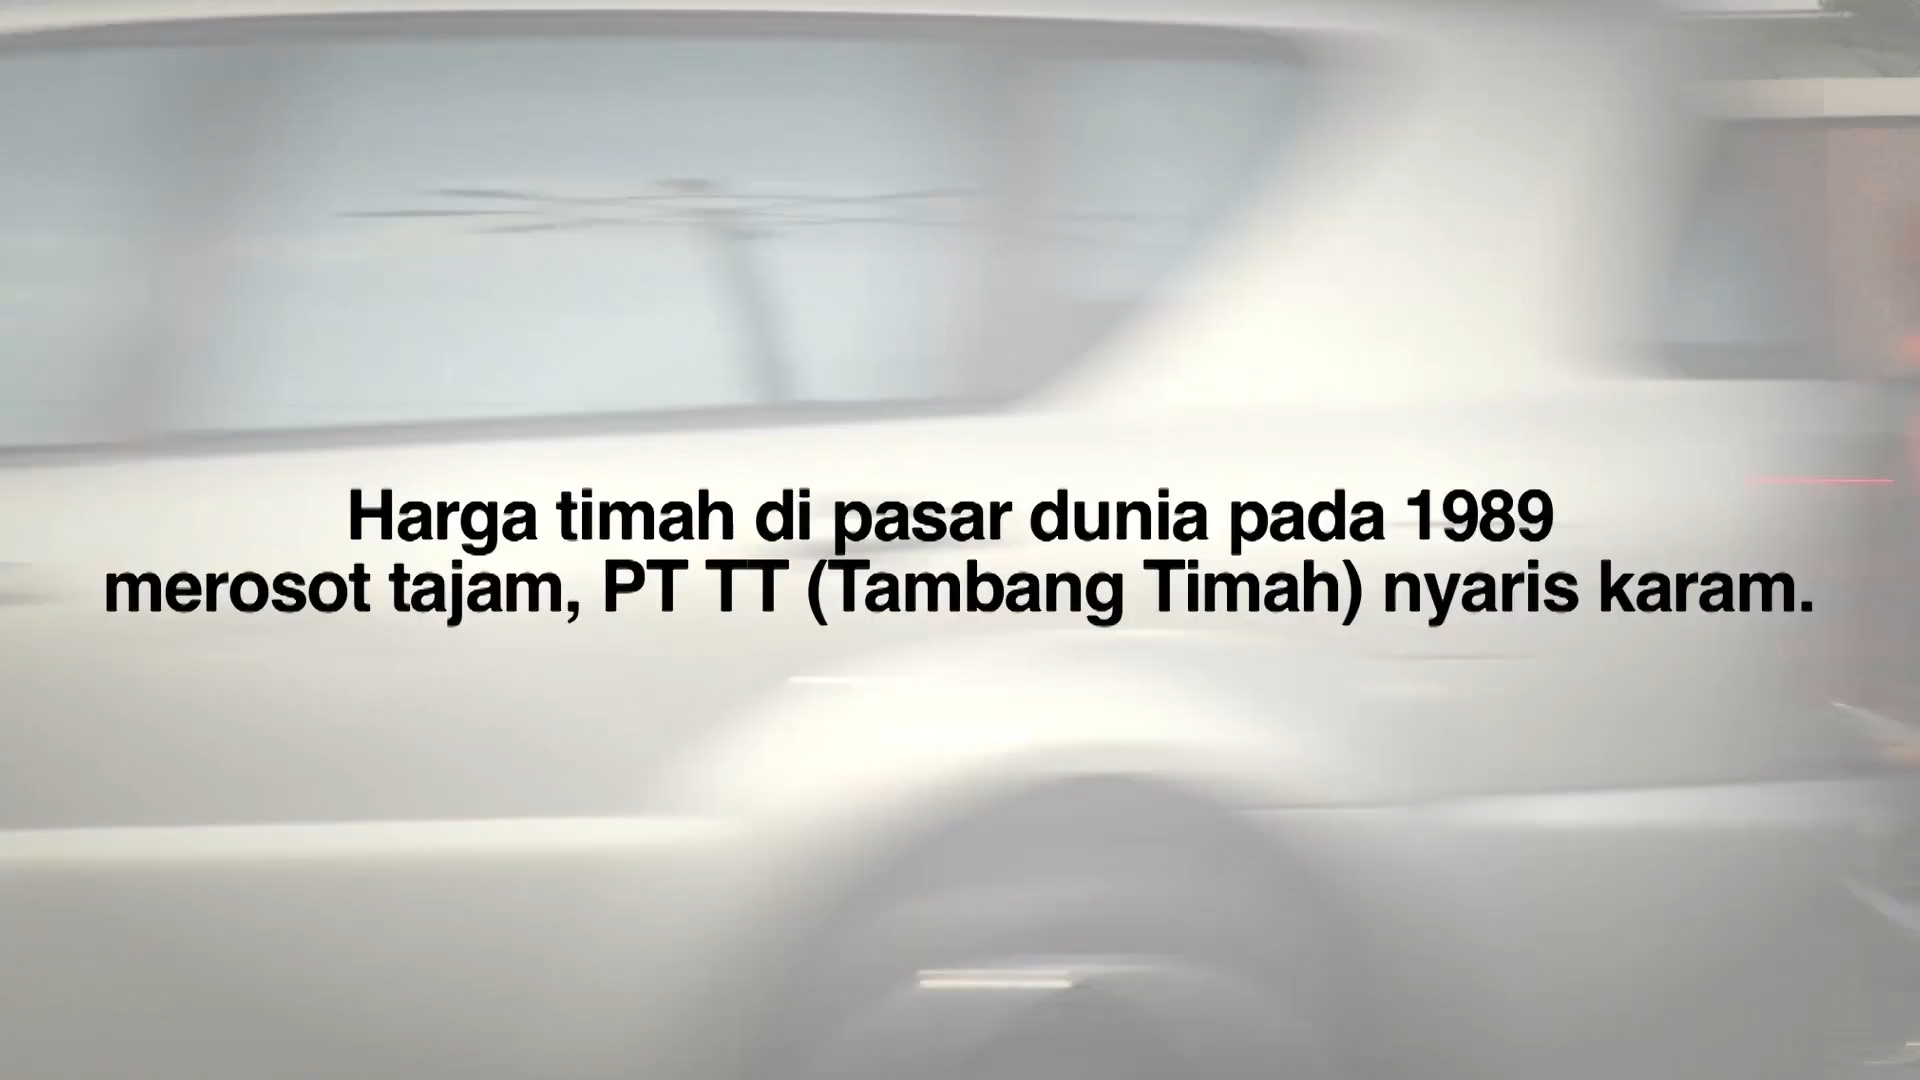 Harga timah di pasar dunia pada 1989
merosot tajam, PT TT (Tambang Timah) nyaris karam.